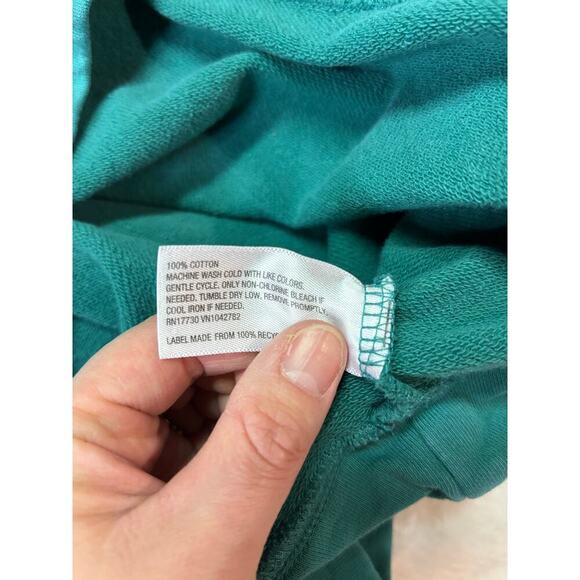 100% COTTON
MACHINE WASH COLD WITH LIKE COLORS.
GENTLE CYCLE. ONLY NON-CHLORINE BLEACH IF
NEEDED. TUMBLE DRY LOW. REMOVE PROMPTLY.
COOL IRON IF NEEDED.
RN17730 VN1042782
LABEL MADE FROM 100%